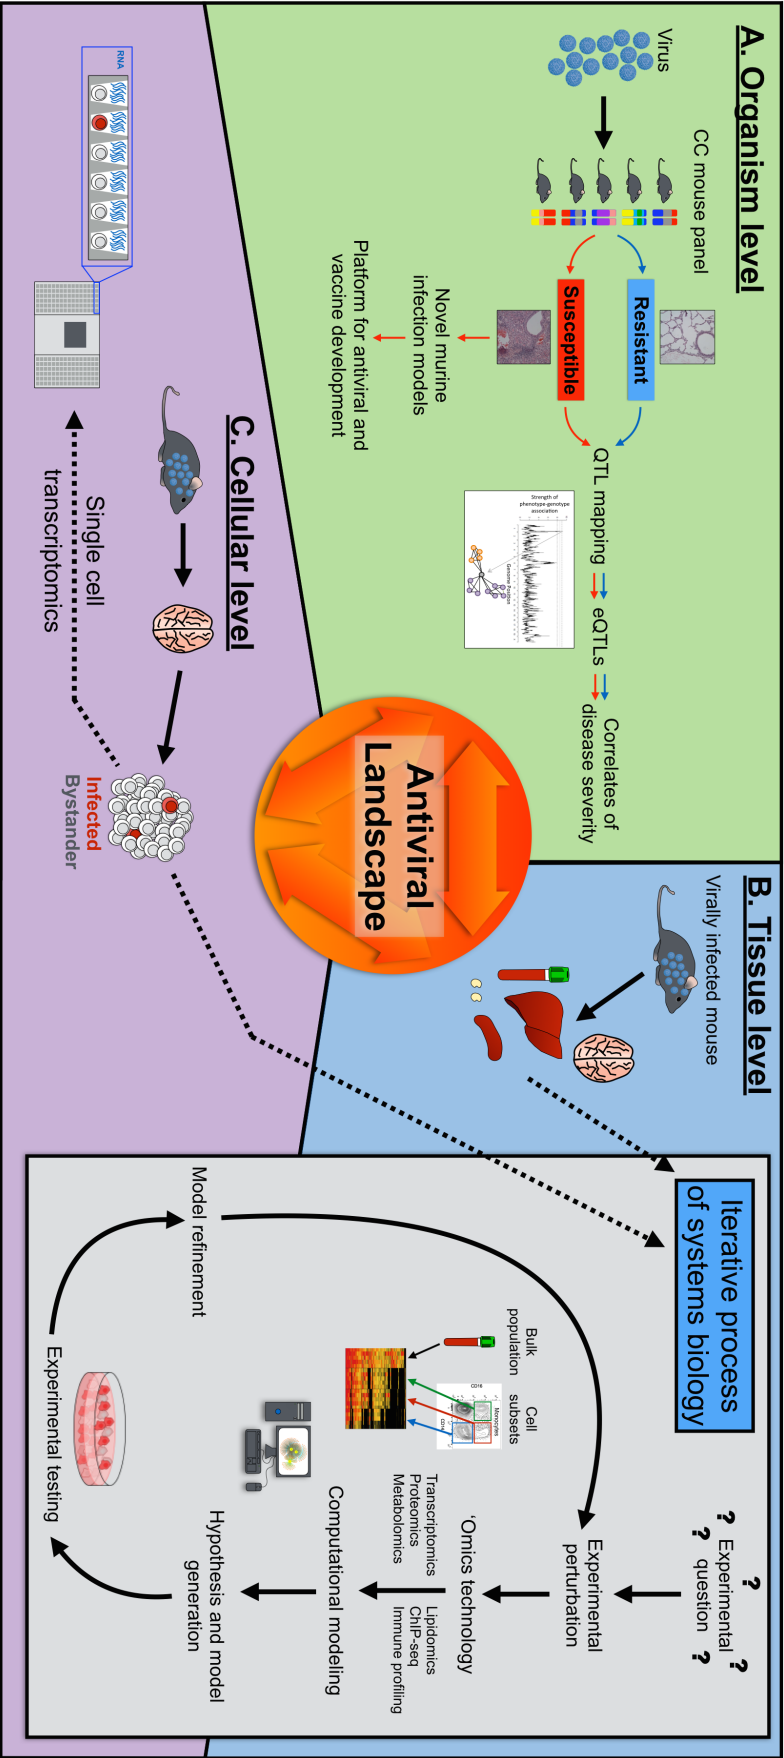 A. Organism level
Virus
CC mouse panel
Resistant
Susceptible
Novel murine
infection models
Platform for antiviral and
vaccine development
QTL mapping
eQTLs
Correlates of
disease severity
Strength of
phenotype-genotype
association
Genome Position
B. Tissue level
Virally infected mouse
C. Cellular level
RNA
Single cell
transcriptomics
Infected
Bystander
Antiviral
Landscape
Iterative process
of systems biology
? ? ? ? ? ?
Experimental
question
Experimental
perturbation
'Omics technology
Transcriptomics
Proteomics
Metabolomics
Lipidomics
ChIP-seq
Immune profiling
Bulk
population
Cell
subsets
Monocytes
CD16
Computational modeling
Hypothesis and model
generation
Experimental testing
Model refinement